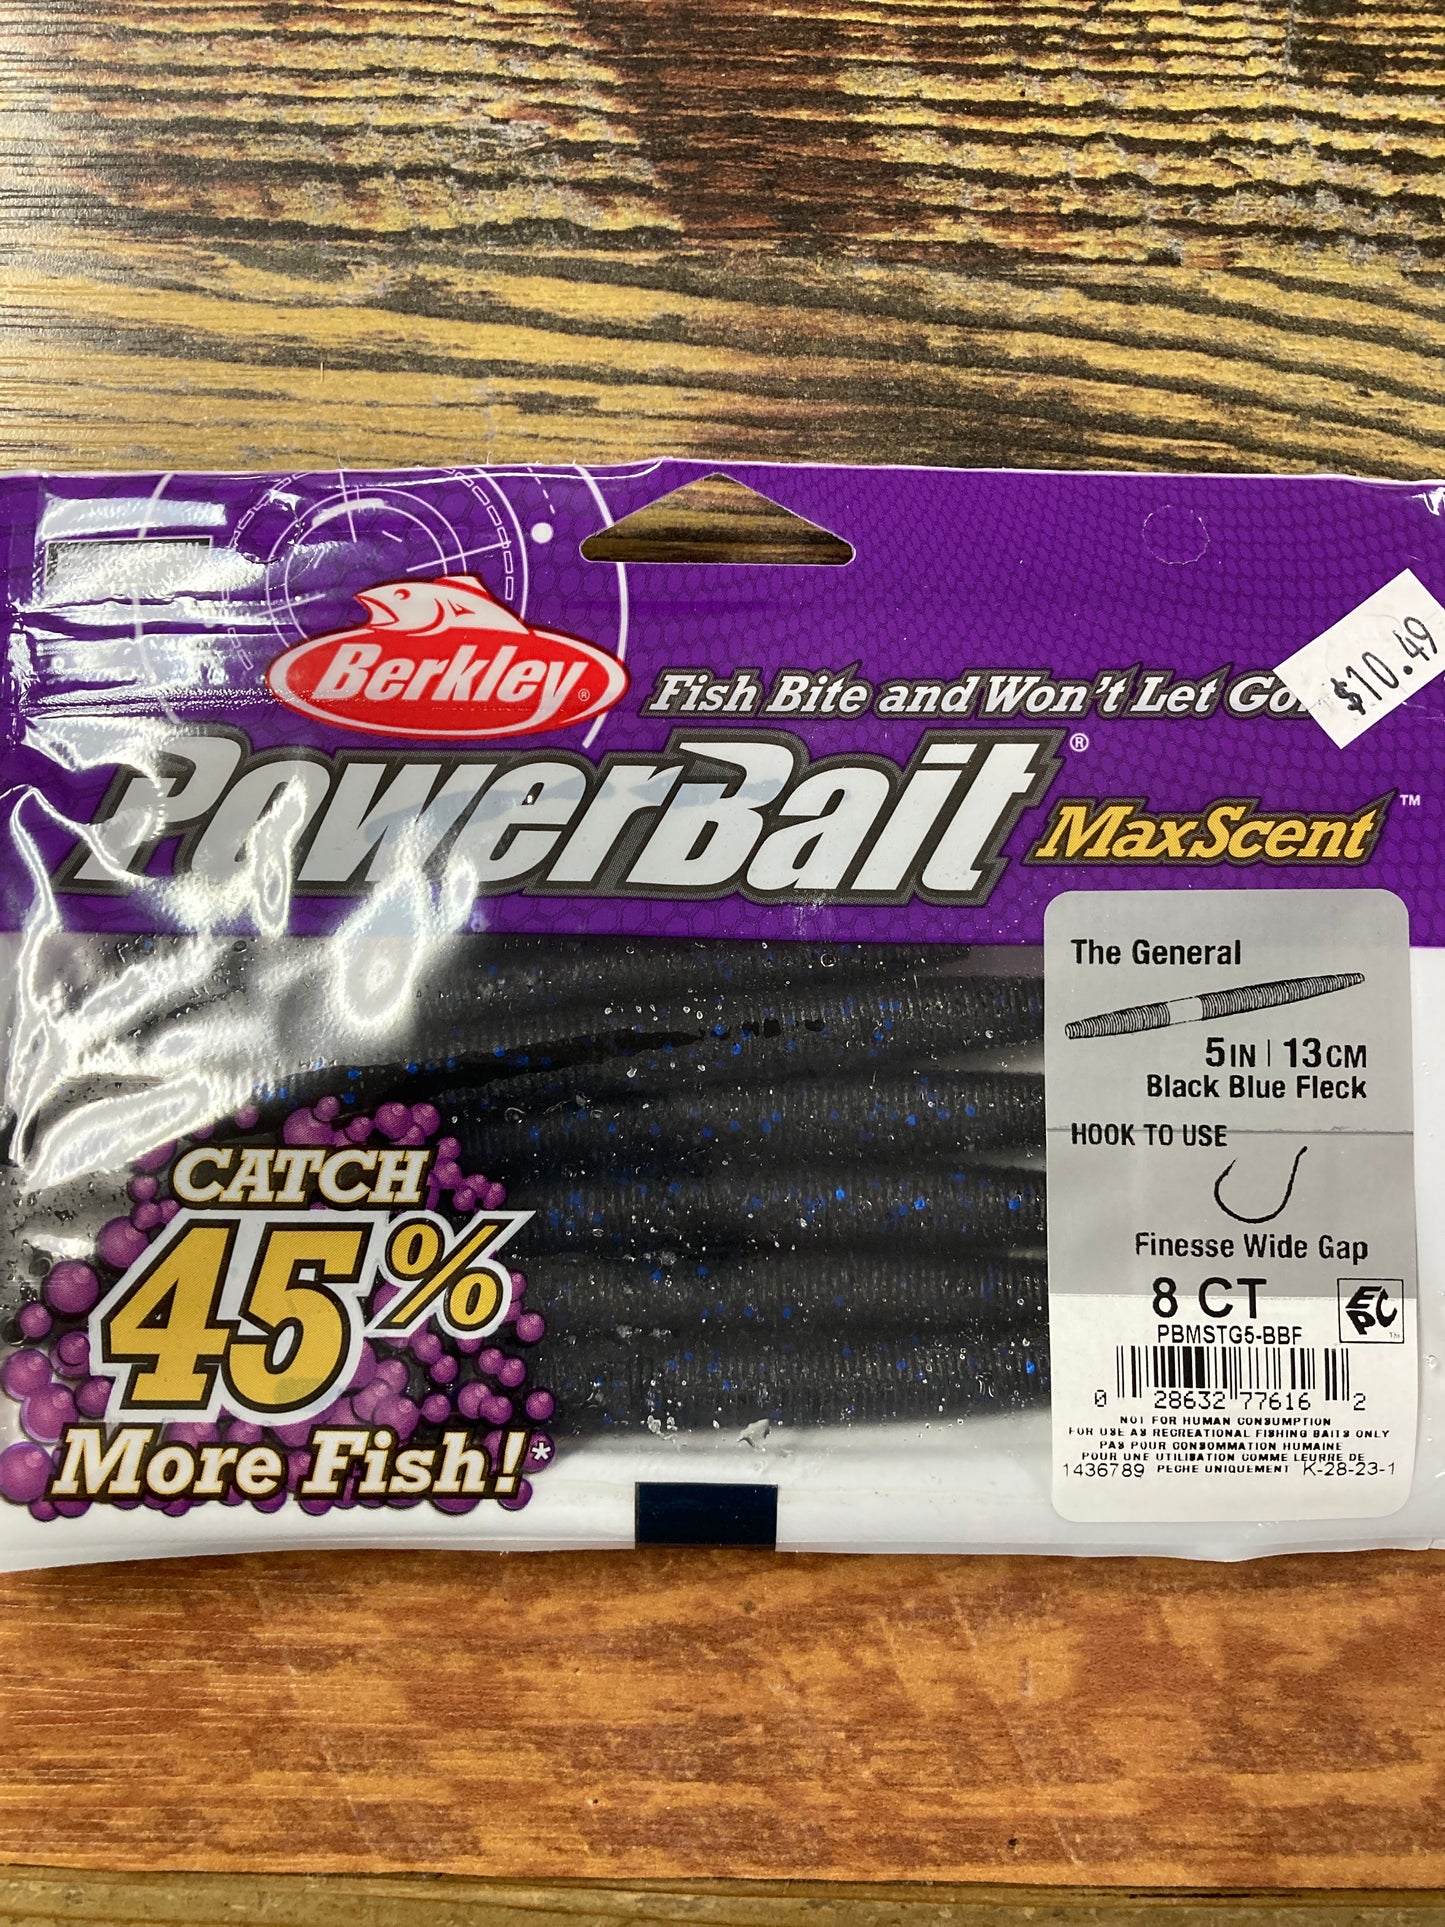 Berkley®
Fish Bite and Won't Let Go
$10.49
PowerBait®
MaxScent™
The General
5IN | 13CM
Black Blue Fleck
HOOK TO USE
Finesse Wide Gap
8 CT
EPC
PBMSTG5-BBF
0 28632 77616 2
NOT FOR HUMAN CONSUMPTION
FOR USE AS RECREATIONAL FISHING BAITS ONLY
PAS POUR CONSOMMATION HUMAINE
POUR UNE UTILISATION COMME LEURRE DE
1436789 PECHE UNIQUEMENT K-28-23-1
CATCH
45%
More Fish!*